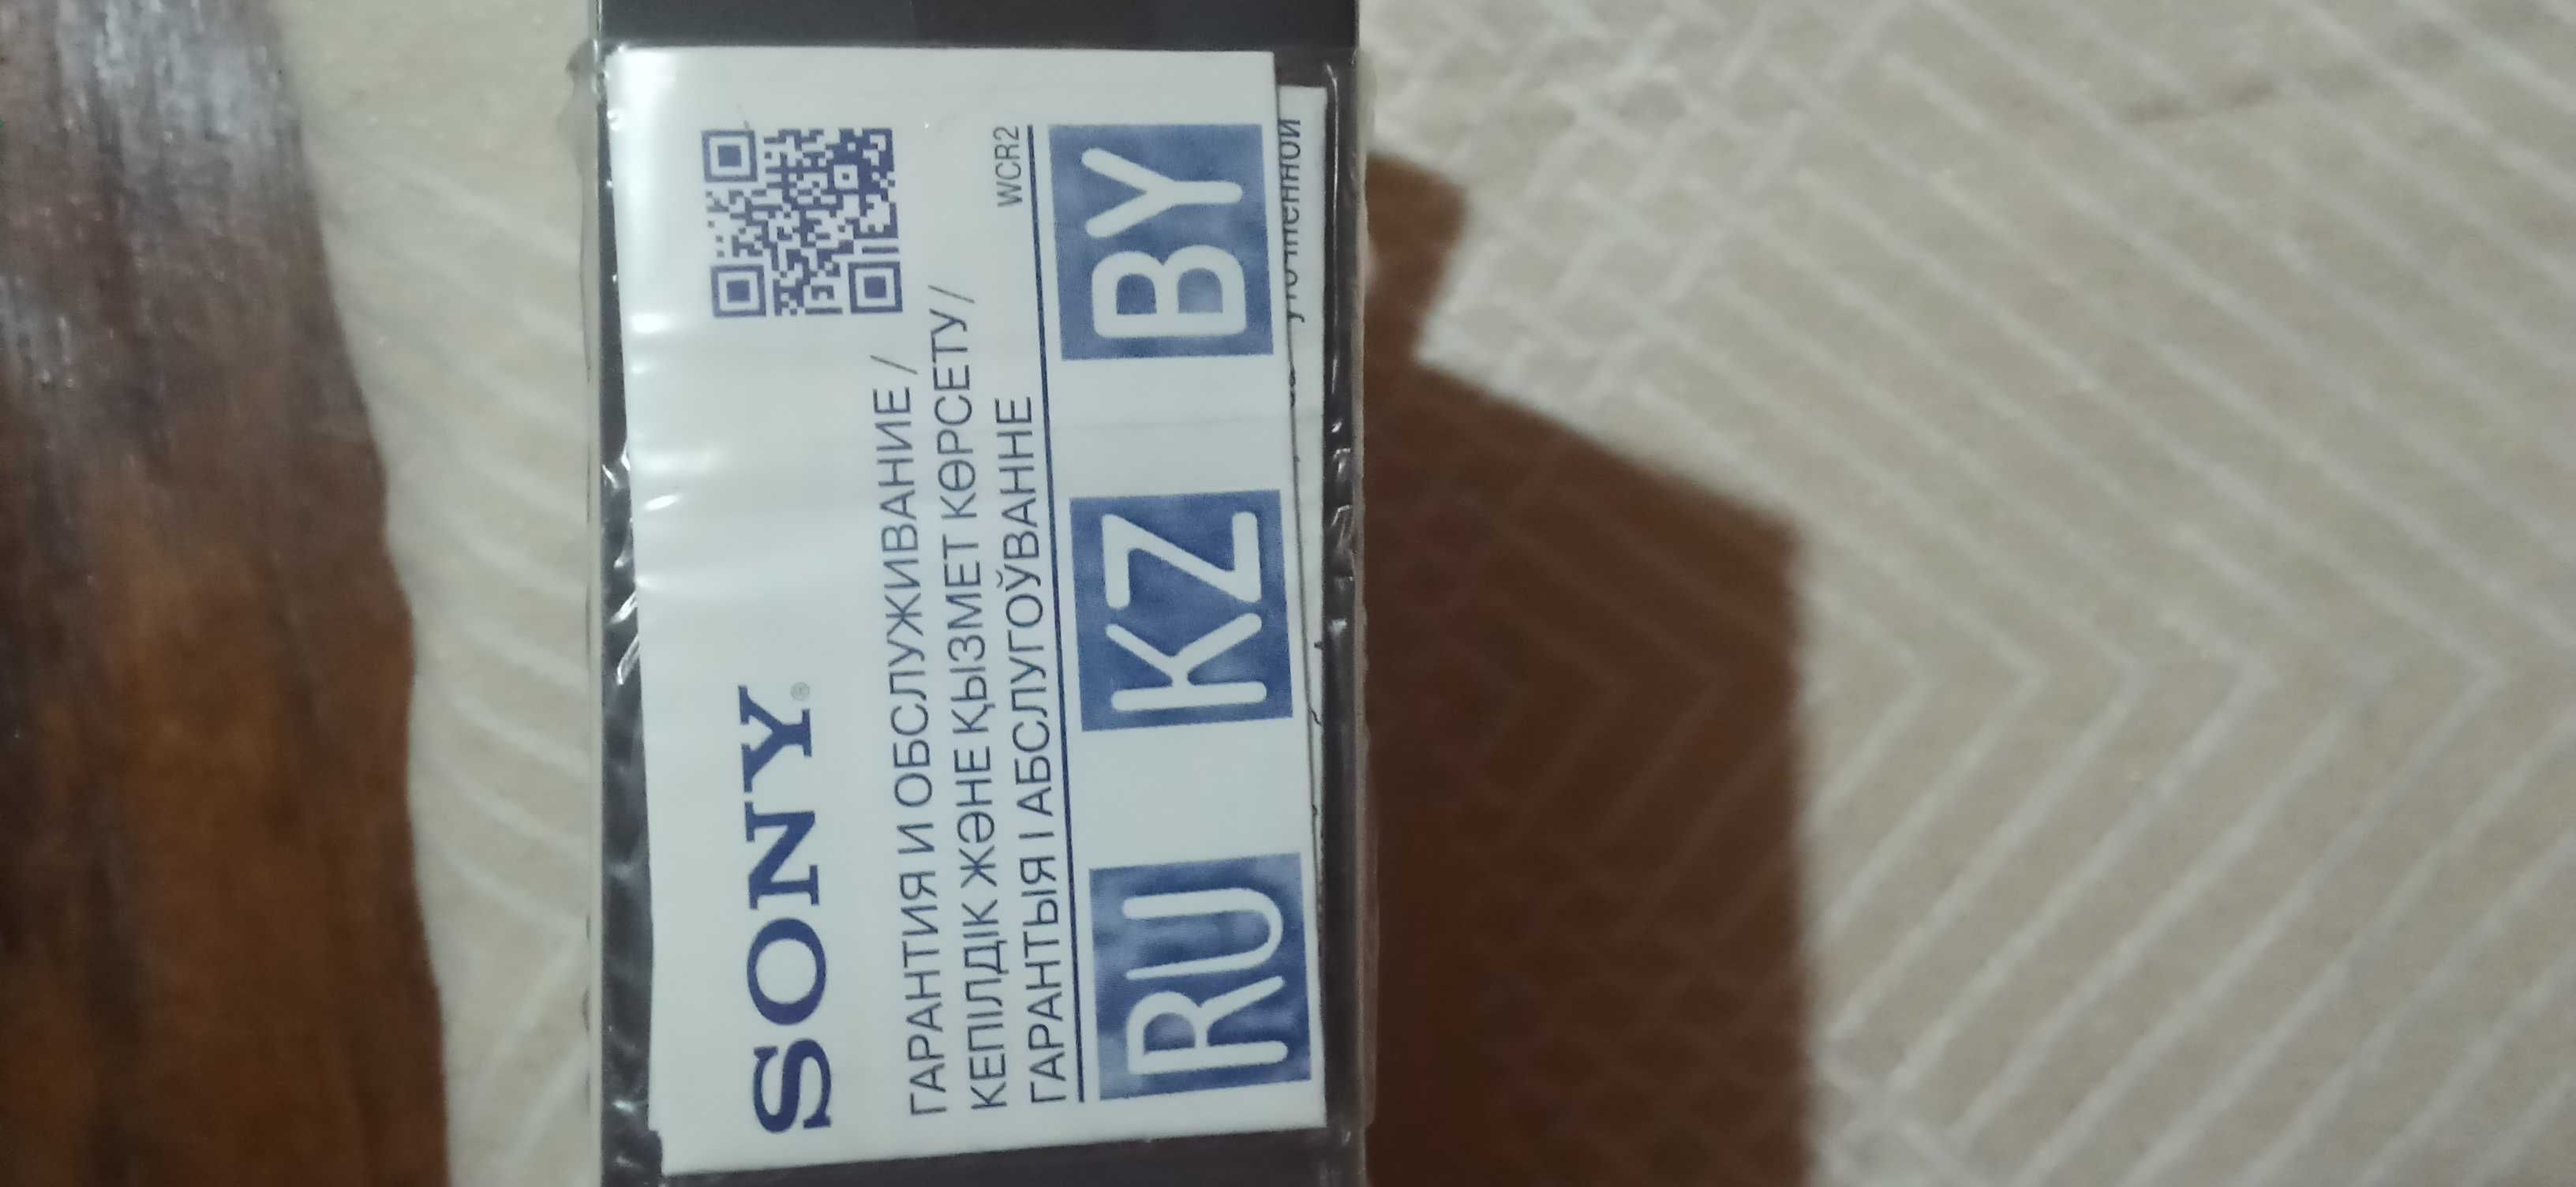 SONY®
ГАРАНТИЯ И ОБСЛУЖИВАНИЕ /
КЕПІЛДІК ЖӘНЕ ҚЫЗМЕТ КӨРСЕТУ /
ГАРАНТЫЯ І АБСЛУГОЎВАННЕ
WCR2
RU KZ BY